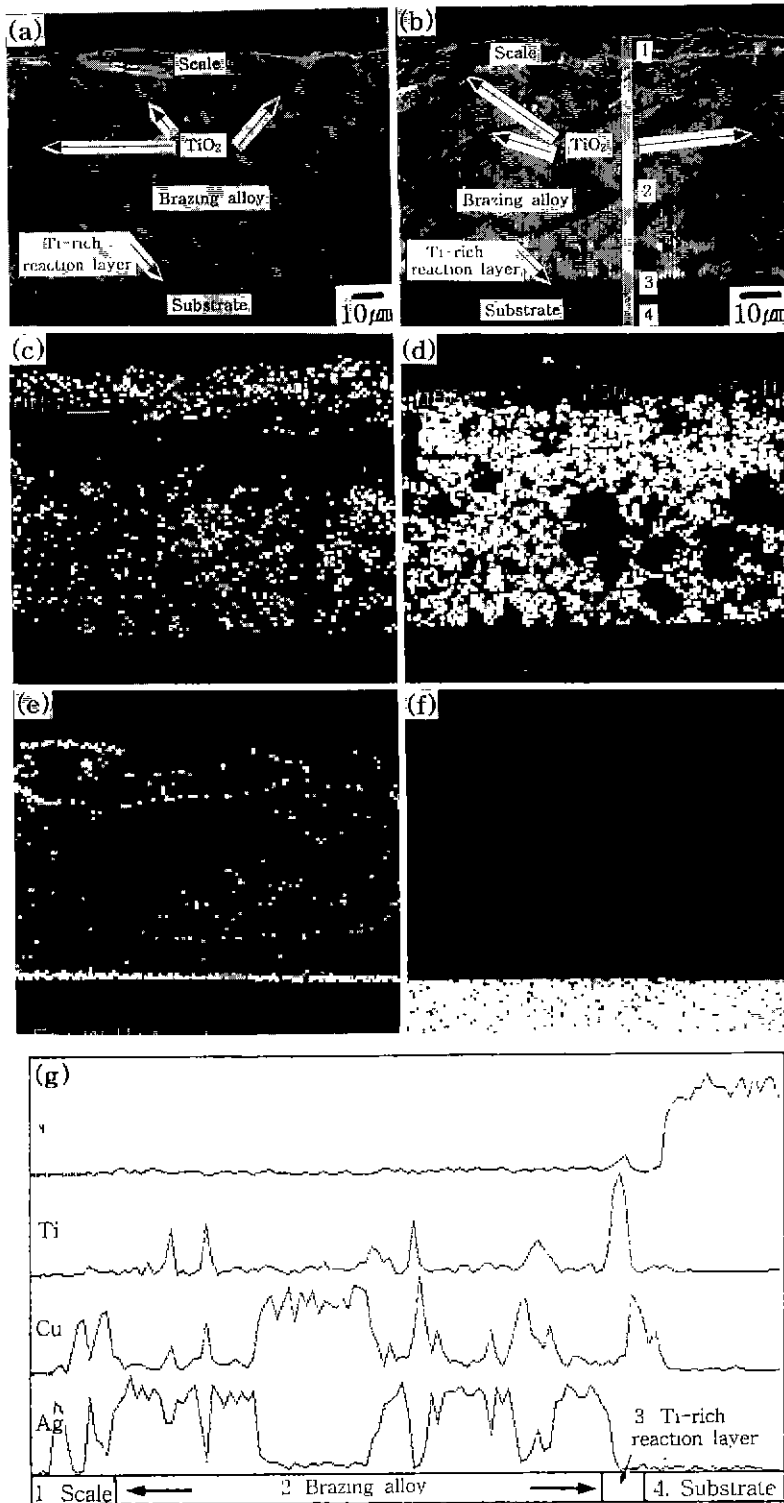 (a)
Scale
TiO2
Brazing alloy
Ti-rich
reaction layer
Substrate
10μm
(b)
Scale
1
TiO2
2
Brazing alloy
Ti-rich
reaction layer
3
Substrate
4
10μm
(c)
(d)
(e)
(f)
(g)
Ti
Cu
Ag
3 Ti-rich
reaction layer
1 Scale
2 Brazing alloy
4. Substrate